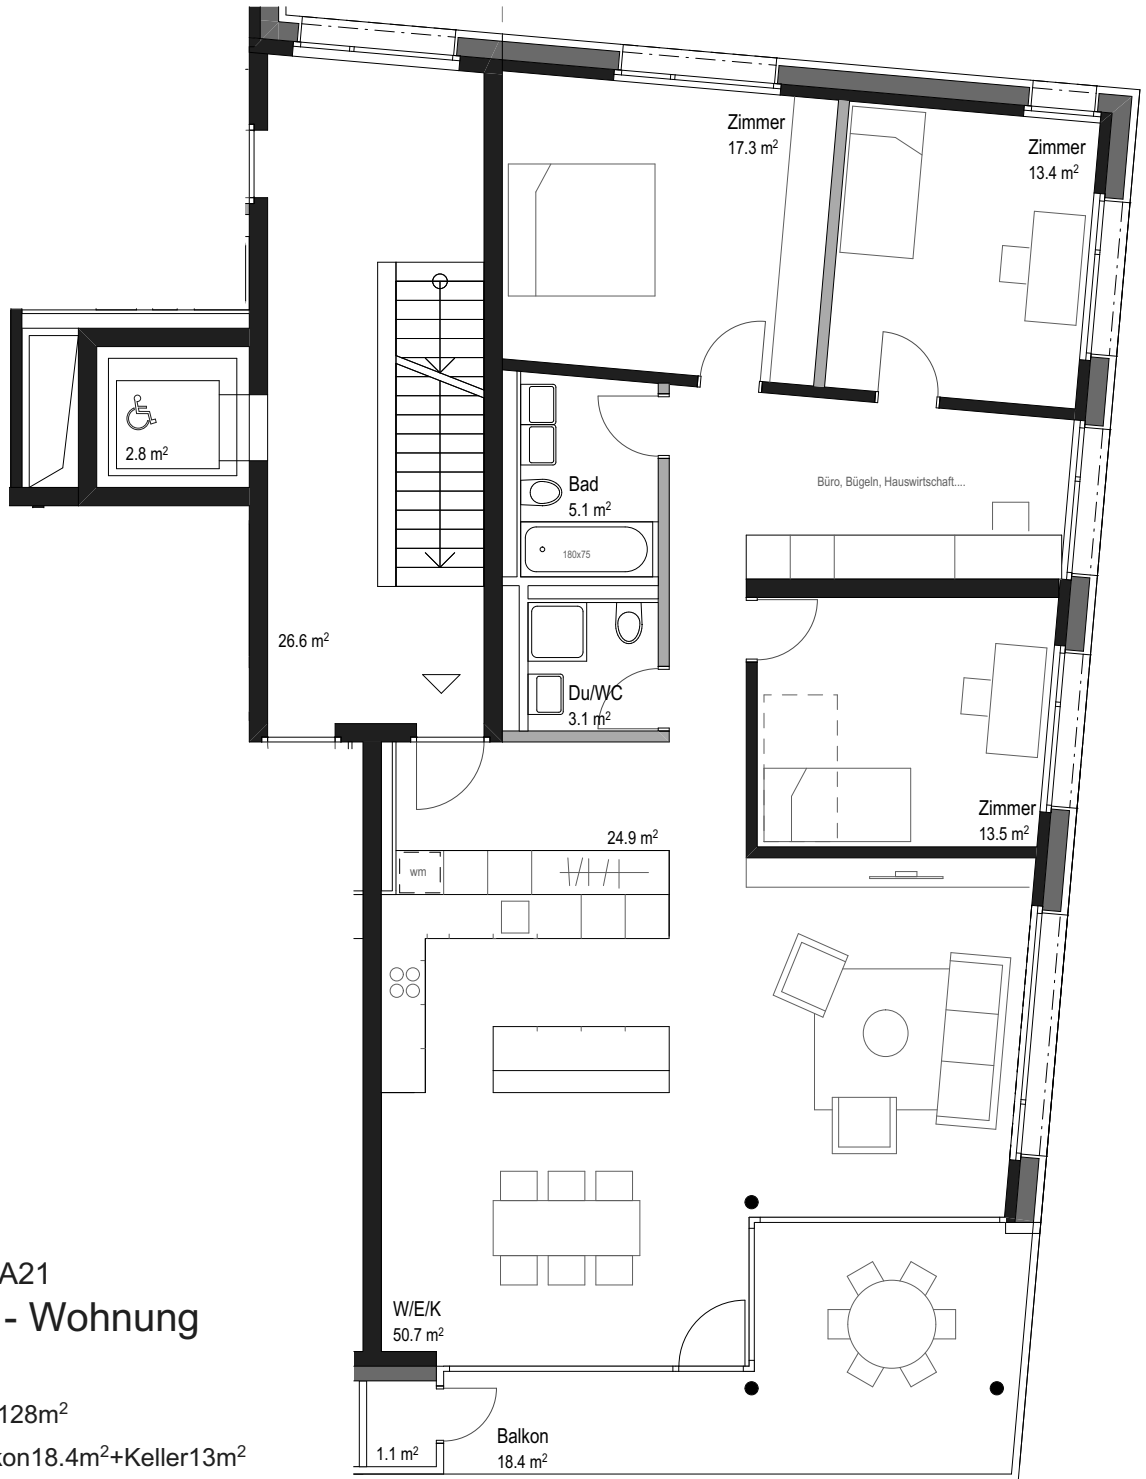 Zimmer
17.3 m²
Zimmer
13.4 m²
2.8 m²
Bad
5.1 m²
180x75
Büro, Bügeln, Hauswirtschaft....
26.6 m²
Du/WC
3.1 m²
Zimmer
13.5 m²
24.9 m²
wm
W/E/K
50.7 m²
A21
- Wohnung
128m²
kon18.4m²+Keller13m²
1.1 m²
Balkon
18.4 m²